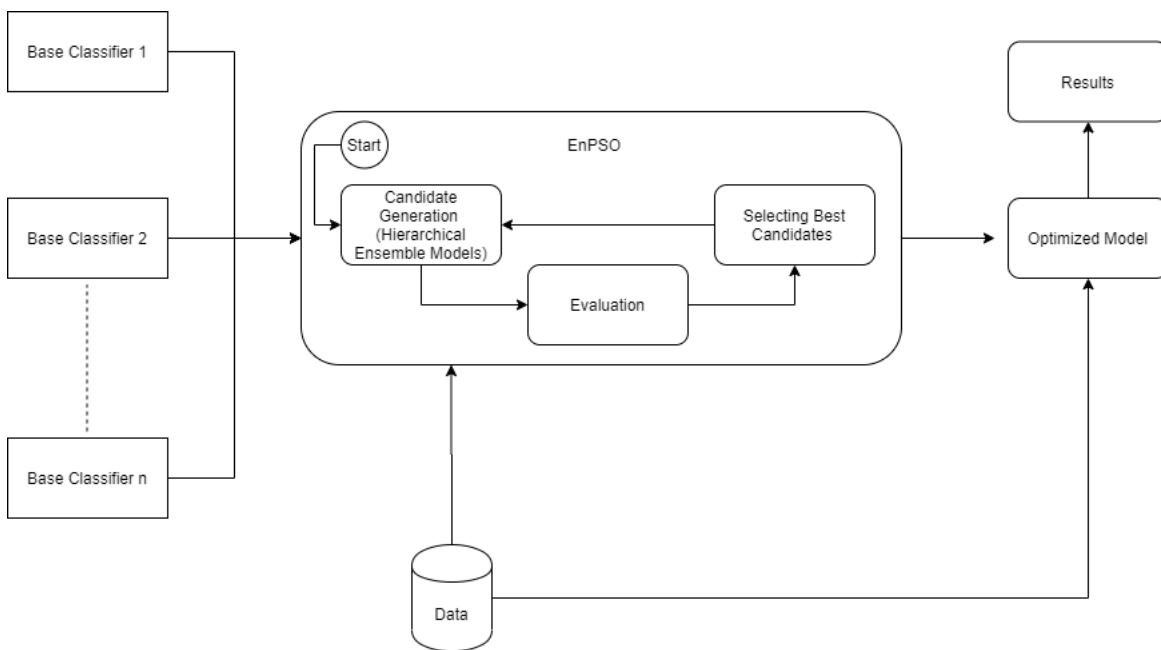 Base Classifier 1
Results
Start
EnPSO
Candidate
Generation
(Hierarchical
Ensemble Models)
Selecting Best
Candidates
Base Classifier 2
Optimized Model
Evaluation
Base Classifier n
Data